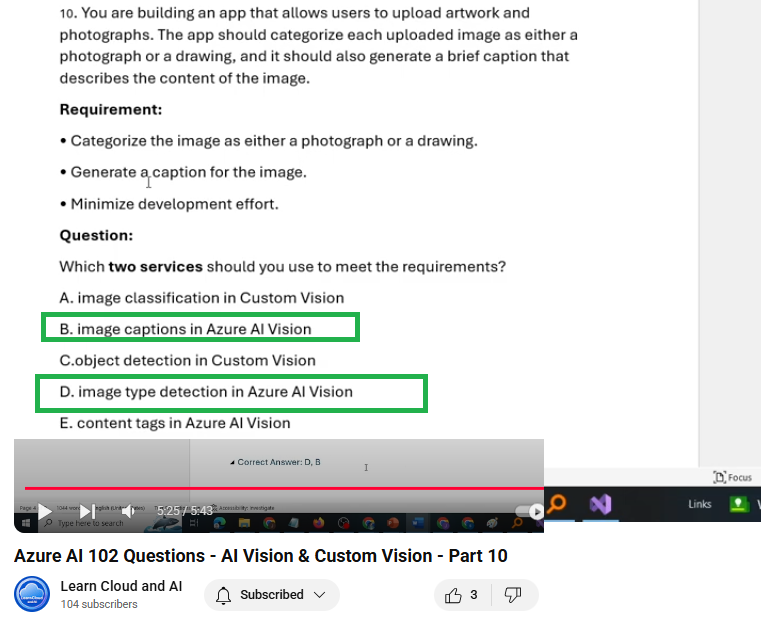 10. You are building an app that allows users to upload artwork and
photographs. The app should categorize each uploaded image as either a
photograph or a drawing, and it should also generate a brief caption that
describes the content of the image.
Requirement:
• Categorize the image as either a photograph or a drawing.
• Generate a caption for the image.
• Minimize development effort.
Question:
Which two services should you use to meet the requirements?
A. image classification in Custom Vision
B. image captions in Azure AI Vision
C.object detection in Custom Vision
D. image type detection in Azure AI Vision
E. content tags in Azure AI Vision
Correct Answer: D, B
Focus
5:25 / 5:43
Accessibility: Investigate
Type here to search
Links
Azure AI 102 Questions - AI Vision & Custom Vision - Part 10
Learn Cloud and AI
104 subscribers
Subscribed
3